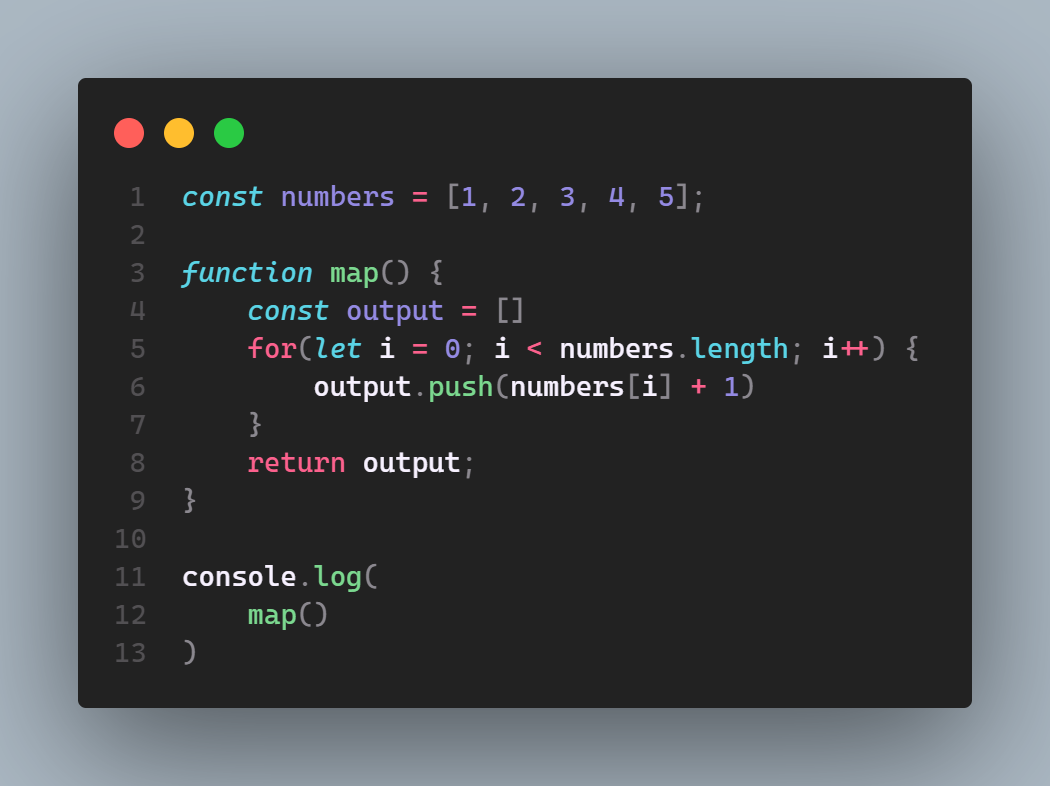 1 const numbers = [1, 2, 3, 4, 5];
2
3 function map() {
4     const output = []
5     for(let i = 0; i < numbers.length; i++) {
6         output.push(numbers[i] + 1)
7     }
8     return output;
9 }
10
11 console.log(
12     map()
13 )